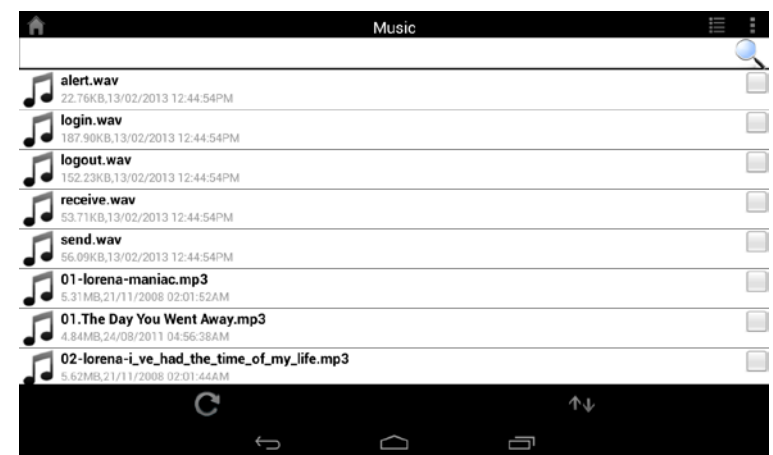 Music
alert.wav
22.76KB,13/02/2013 12:44:54PM
login.wav
187.90KB,13/02/2013 12:44:54PM
logout.wav
152.23KB,13/02/2013 12:44:54PM
receive.wav
53.71KB,13/02/2013 12:44:54PM
send.wav
56.09KB,13/02/2013 12:44:54PM
01-lorena-maniac.mp3
5.31MB,21/11/2008 02:01:52AM
01.The Day You Went Away.mp3
4.84MB,24/08/2011 04:56:38AM
02-lorena-i_ve_had_the_time_of_my_life.mp3
5.62MB,21/11/2008 02:01:44AM